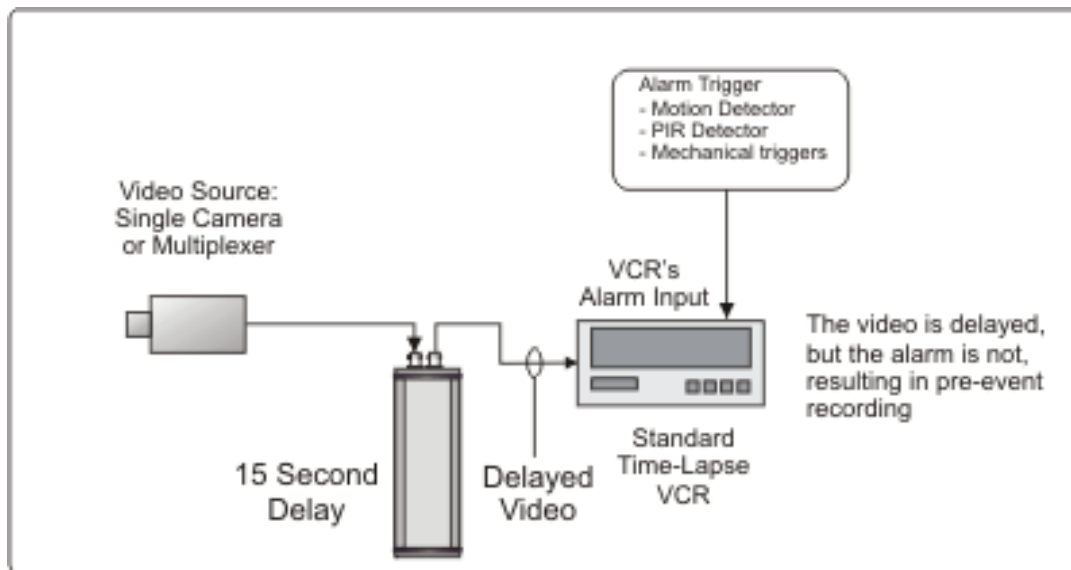 Alarm Trigger
- Motion Detector
- PIR Detector
- Mechanical triggers
Video Source:
Single Camera
or Multiplexer
VCR's
Alarm Input
The video is delayed,
but the alarm is not,
resulting in pre-event
recording
15 Second
Delay
Delayed
Video
Standard
Time-Lapse
VCR